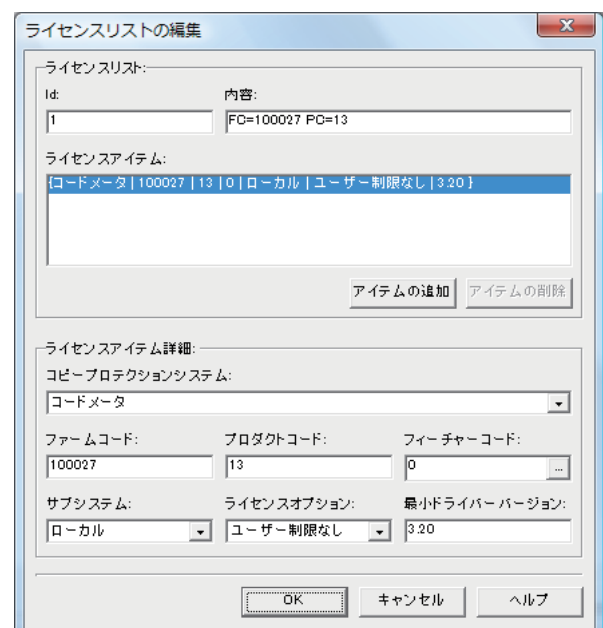 ライセンスリストの編集
ライセンスリスト:
Id: 内容:
1 FC=100027 PC=13
ライセンスアイテム:
{コードメータ | 100027 | 13 | 0 | ローカル | ユーザー制限なし | 3.20 }
アイテムの追加 アイテムの削除
ライセンスアイテム詳細:
コピープロテクションシステム:
コードメータ
ファームコード: プロダクトコード: フィーチャーコード:
100027 13 0 ...
サブシステム: ライセンスオプション: 最小ドライバーバージョン:
ローカル ユーザー制限なし 3.20
OK キャンセル ヘルプ